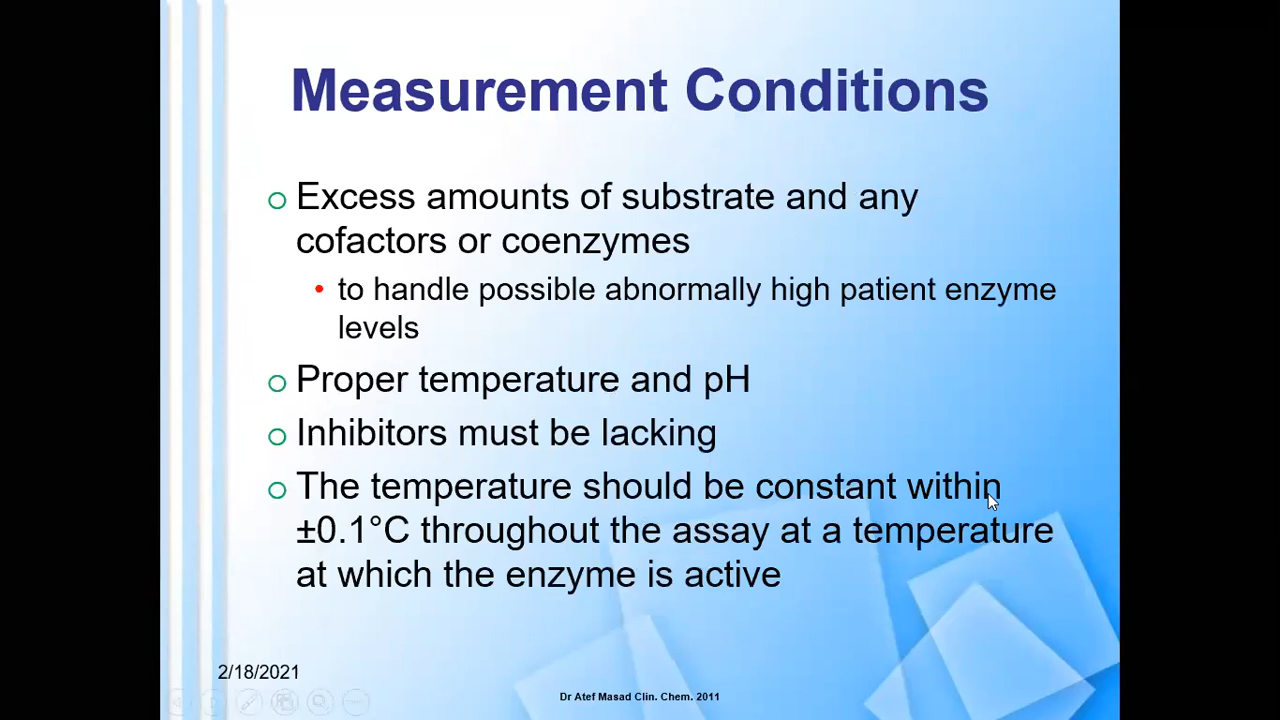 Measurement Conditions
Excess amounts of substrate and any
cofactors or coenzymes
• to handle possible abnormally high patient enzyme
levels
Proper temperature and pH
Inhibitors must be lacking
The temperature should be constant within
±0.1°C throughout the assay at a temperature
at which the enzyme is active
2/18/2021
Dr Atef Masad Clin. Chem. 2011